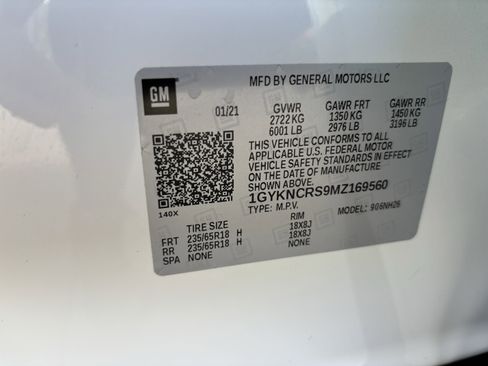 GM
MFD BY GENERAL MOTORS LLC
01/21 GVWR GAWR FRT GAWR RR
2722 KG 1350 KG 1450 KG
6001 LB 2976 LB 3196 LB
THIS VEHICLE CONFORMS TO ALL
APPLICABLE U.S. FEDERAL MOTOR
VEHICLE SAFETY STANDARDS IN EFFECT
ON THE DATE OF MANUFACTURE
SHOWN ABOVE.
1GYKNCRS9MZ169560
TYPE: M.P.V. MODEL: 906NH26
140X
TIRE SIZE RIM
FRT 235/65R18 H 18X8J
RR 235/65R18 H 18X8J
SPA NONE NONE